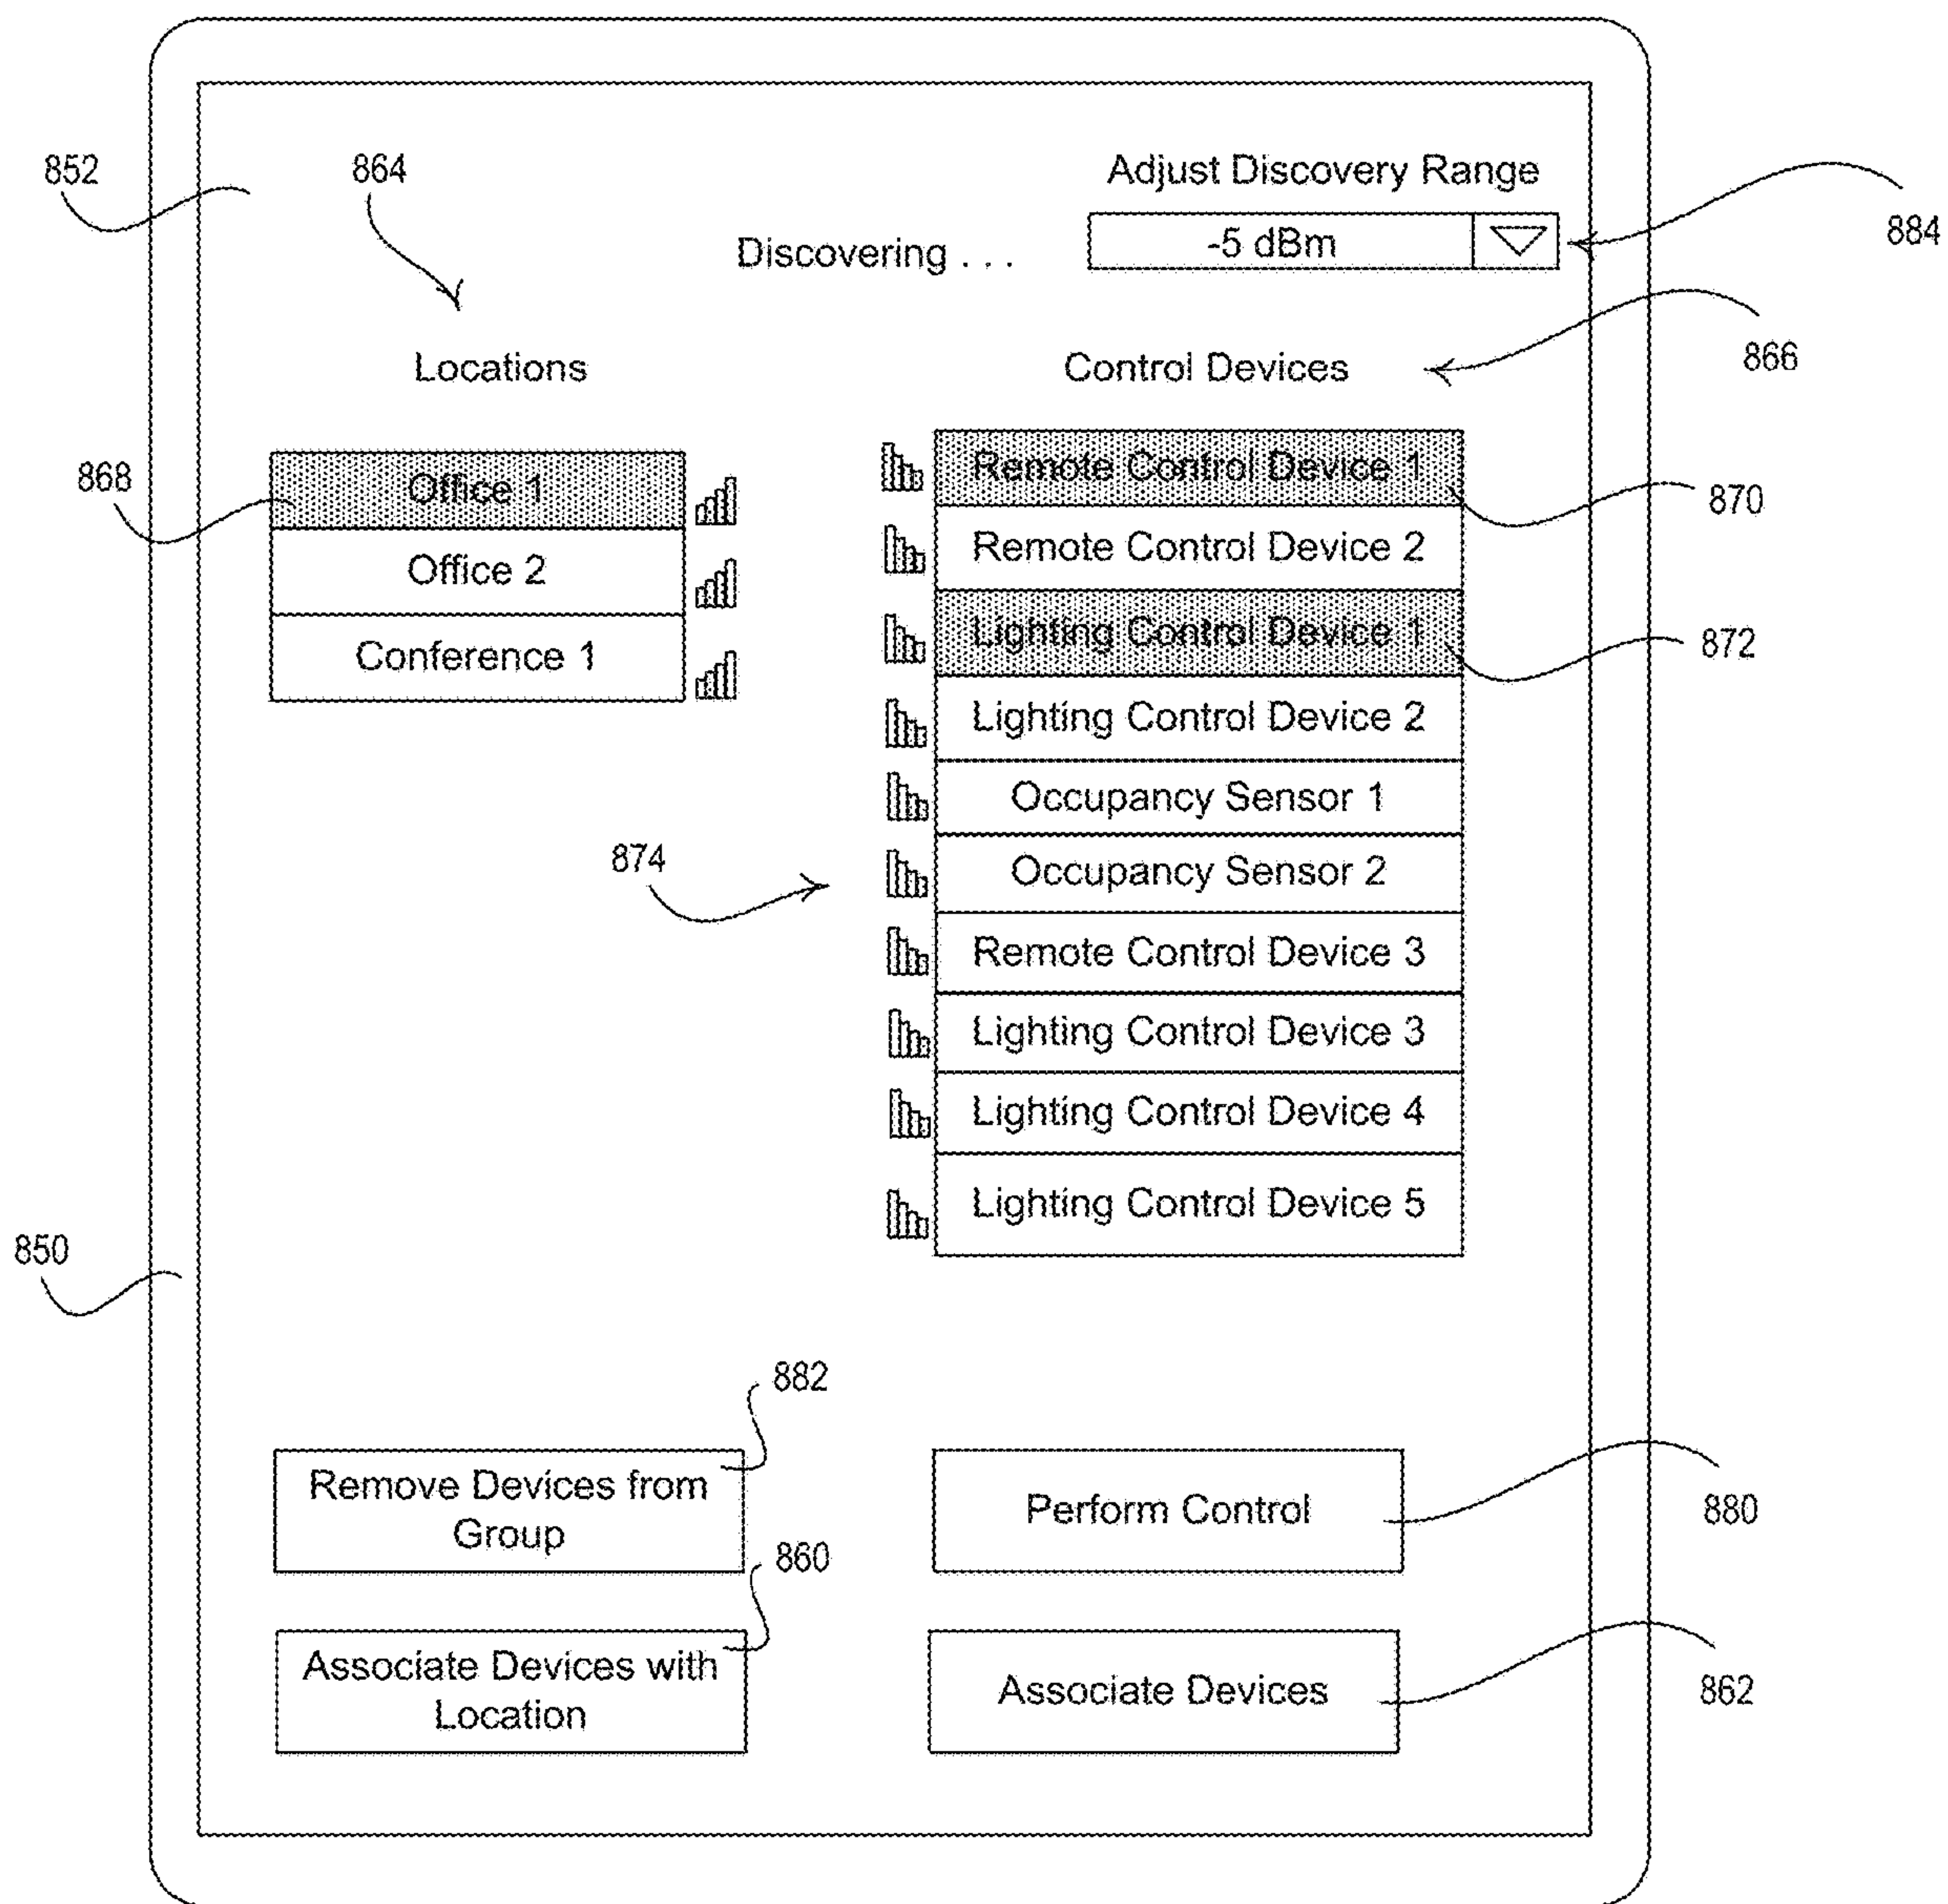 852
864
Adjust Discovery Range
884
Discovering . . .
-5 dBm
866
Locations
Control Devices
868
Office 1
Office 2
Conference 1
Remote Control Device 1
870
Remote Control Device 2
Lighting Control Device 1
872
Lighting Control Device 2
Occupancy Sensor 1
874
Occupancy Sensor 2
Remote Control Device 3
Lighting Control Device 3
Lighting Control Device 4
Lighting Control Device 5
850
882
Remove Devices from
Group
Perform Control
880
860
Associate Devices with
Location
Associate Devices
862